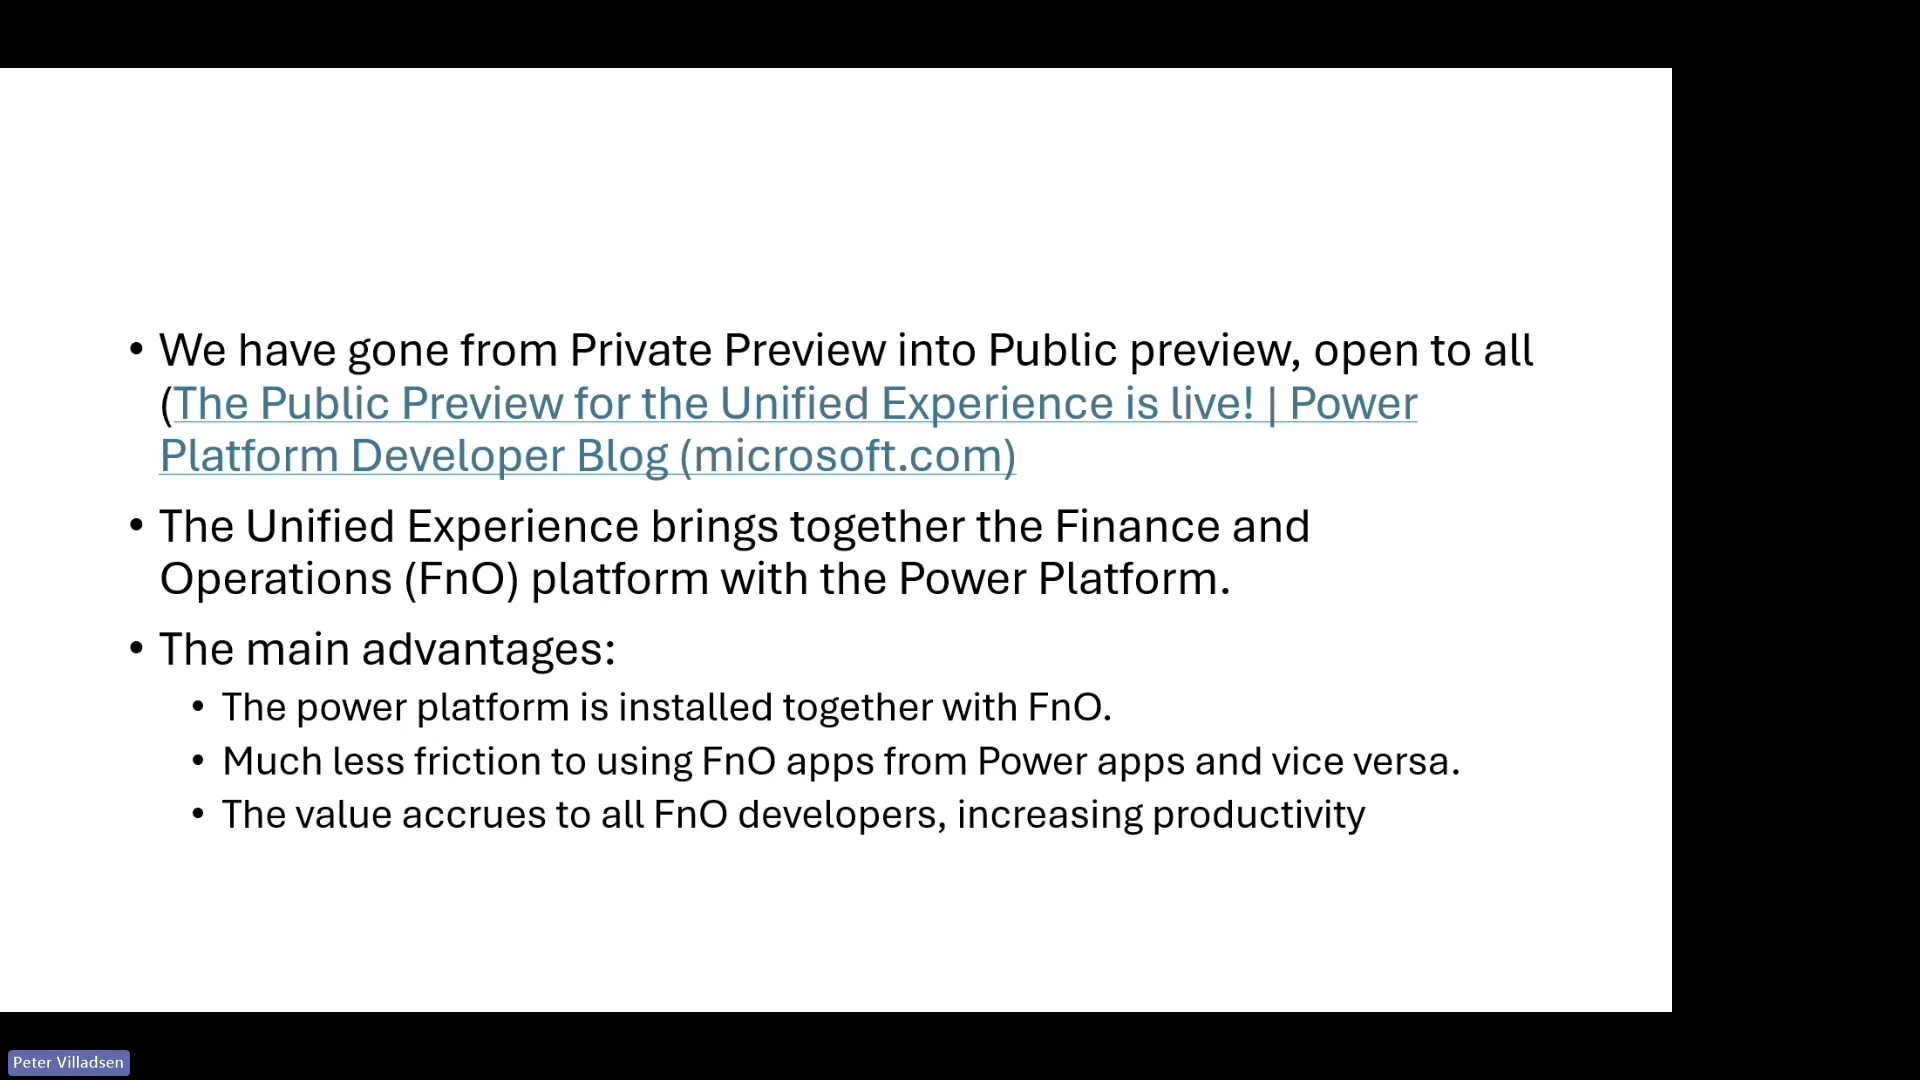 • We have gone from Private Preview into Public preview, open to all
(The Public Preview for the Unified Experience is live! | Power
Platform Developer Blog (microsoft.com)
• The Unified Experience brings together the Finance and
Operations (FnO) platform with the Power Platform.
• The main advantages:
• The power platform is installed together with FnO.
• Much less friction to using FnO apps from Power apps and vice versa.
• The value accrues to all FnO developers, increasing productivity
Peter Villadsen